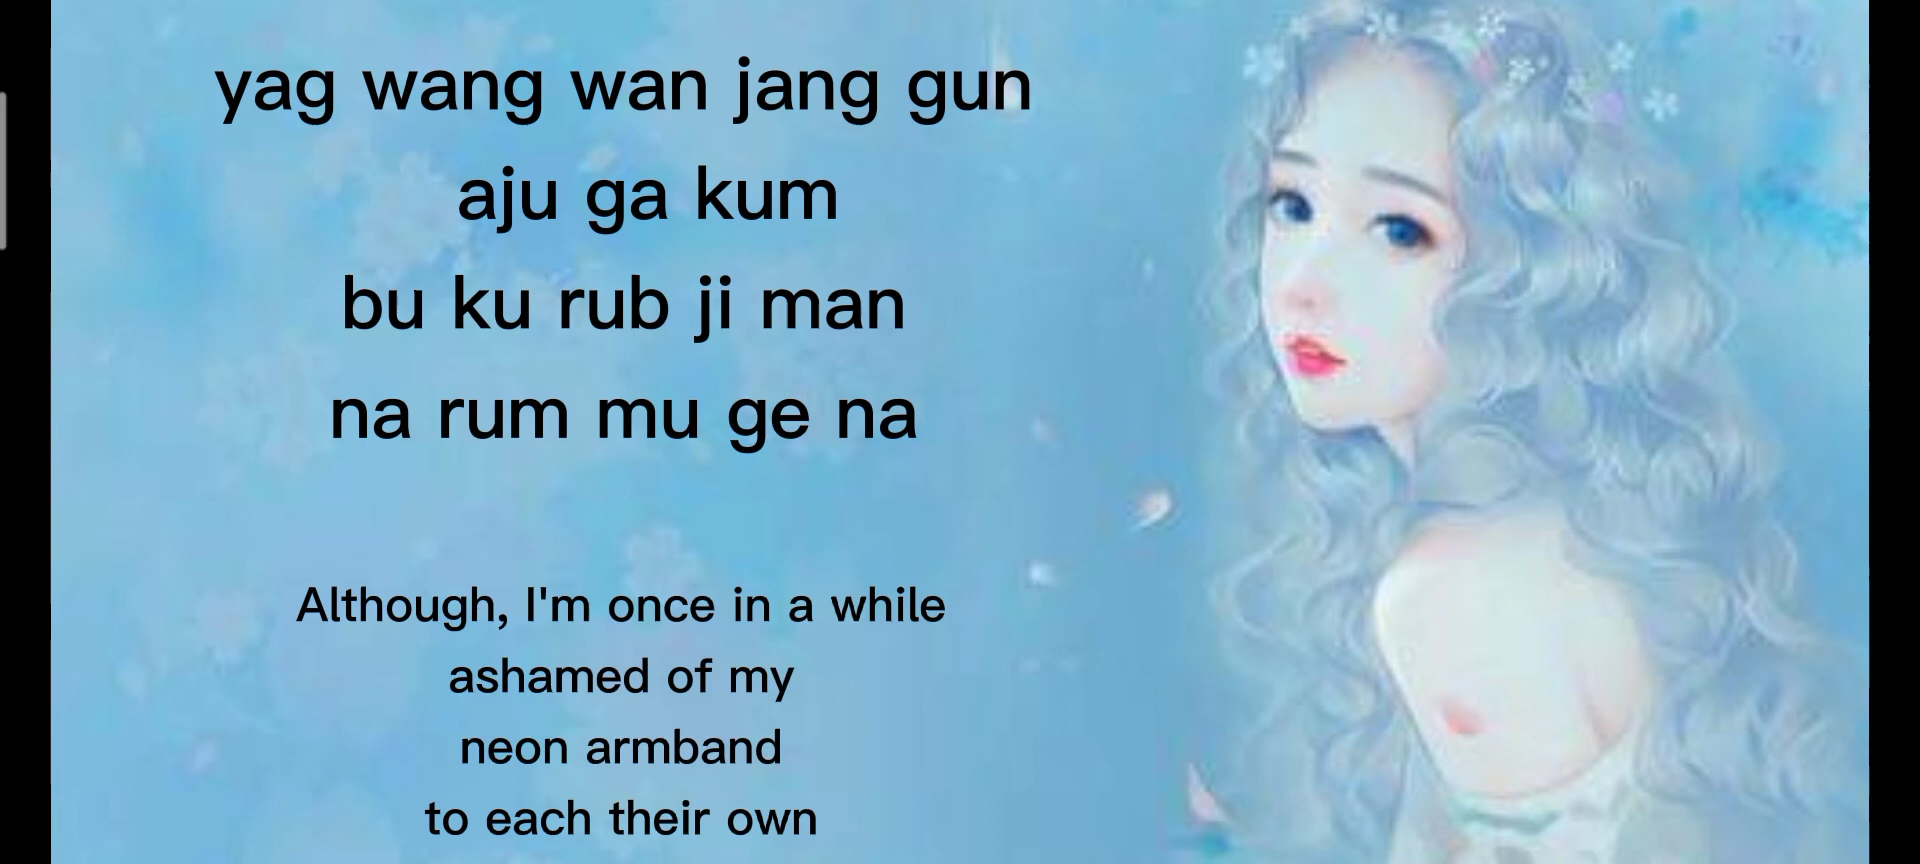 yag wang wan jang gun
aju ga kum
bu ku rub ji man
na rum mu ge na
Although, I'm once in a while
ashamed of my
neon armband
to each their own